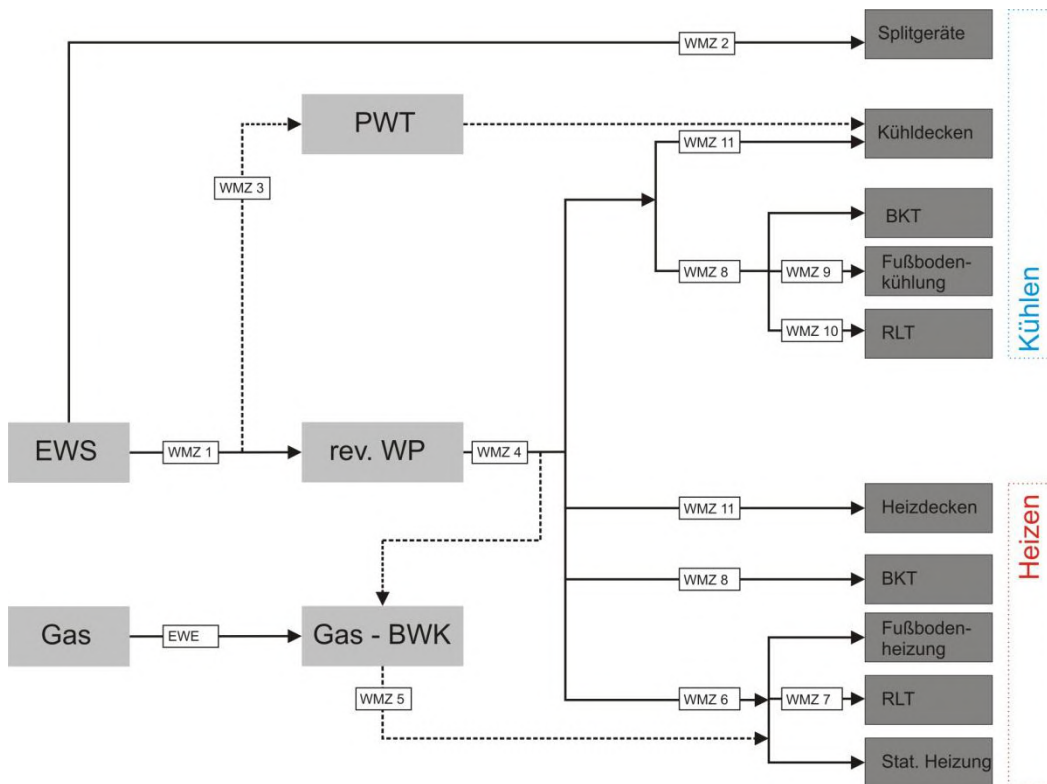 WMZ 2
Splitgeräte
PWT
WMZ 11
Kühldecken
WMZ 3
BKT
WMZ 8
WMZ 9
Fußboden-
kühlung
WMZ 10
RLT
Kühlen
EWS
WMZ 1
rev. WP
WMZ 4
WMZ 11
Heizdecken
WMZ 8
BKT
Gas
EWE
Gas - BWK
Fußboden-
heizung
WMZ 5
WMZ 6
WMZ 7
RLT
Stat. Heizung
Heizen